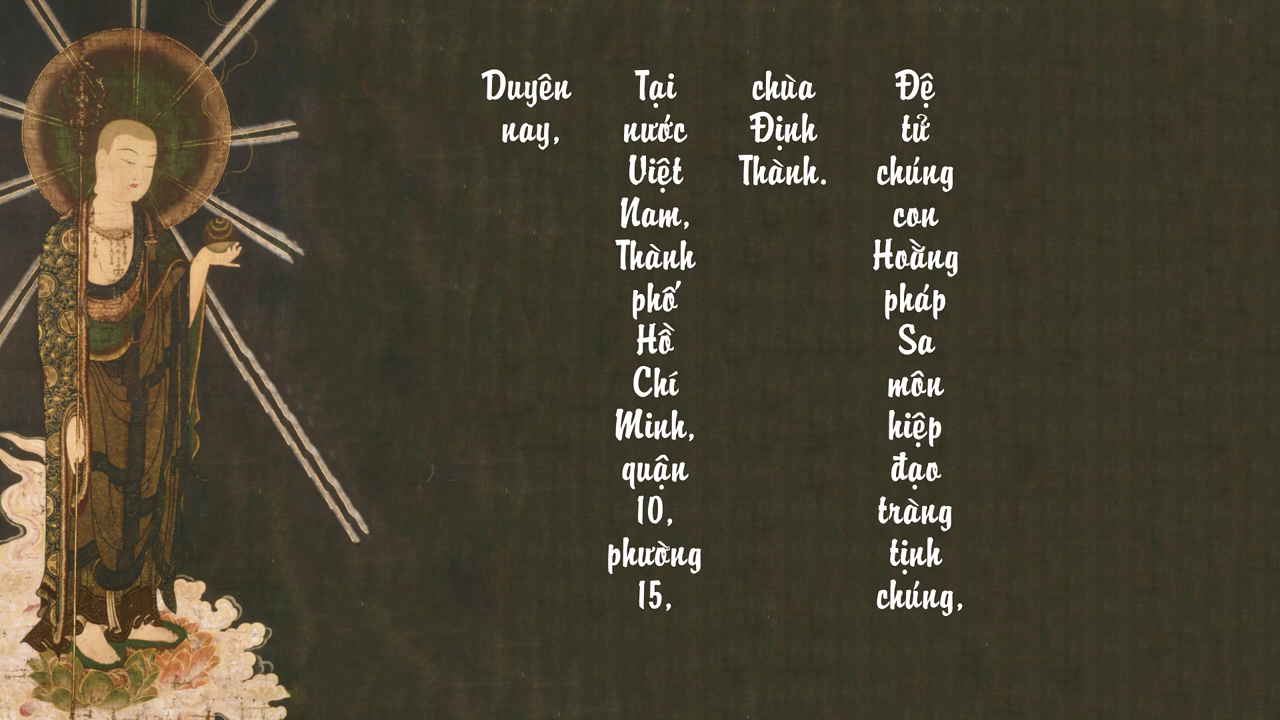 Duyên nay,
Tại nước Việt Nam, Thành phố Hồ Chí Minh, quận 10, phường 15,
chùa Định Thành.
Đệ tử chúng con Hoằng pháp Sa môn hiệp đạo tràng tịnh chúng,